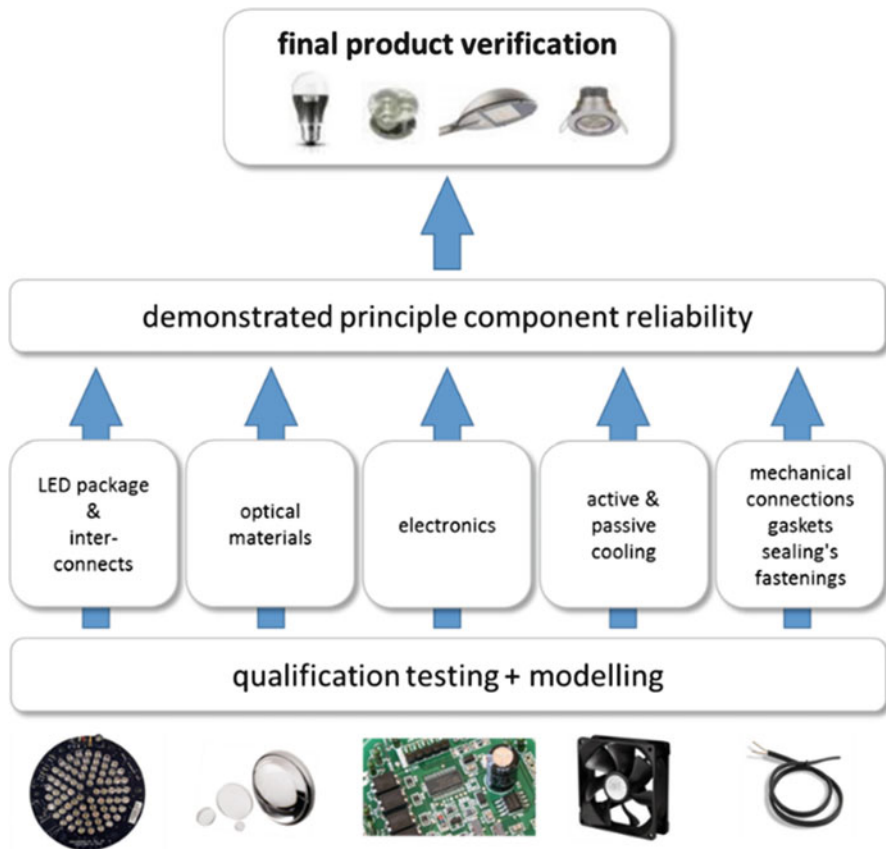 final product verification
demonstrated principle component reliability
LED package
&
inter-
connects
optical
materials
electronics
active &
passive
cooling
mechanical
connections
gaskets
sealing's
fastenings
qualification testing + modelling